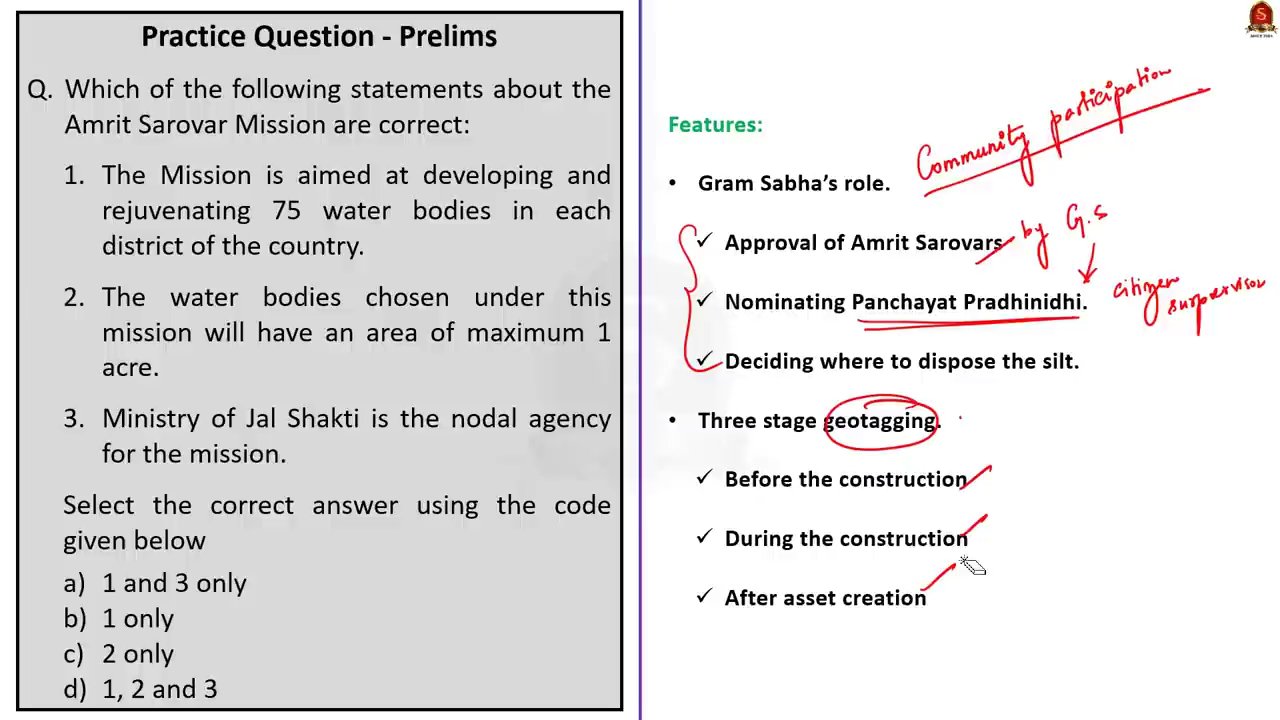 Practice Question - Prelims
Q. Which of the following statements about the
Amrit Sarovar Mission are correct:
1. The Mission is aimed at developing and
rejuvenating 75 water bodies in each
district of the country.
2. The water bodies chosen under this
mission will have an area of maximum 1
acre.
3. Ministry of Jal Shakti is the nodal agency
for the mission.
Select the correct answer using the code
given below
a) 1 and 3 only
b) 1 only
c) 2 only
d) 1, 2 and 3
Features:
Community participation
• Gram Sabha's role.
✓ Approval of Amrit Sarovars by G.S
✓ Nominating Panchayat Pradhinidhi. citizen
supervisor
✓ Deciding where to dispose the silt.
• Three stage geotagging.
✓ Before the construction
✓ During the construction
✓ After asset creation